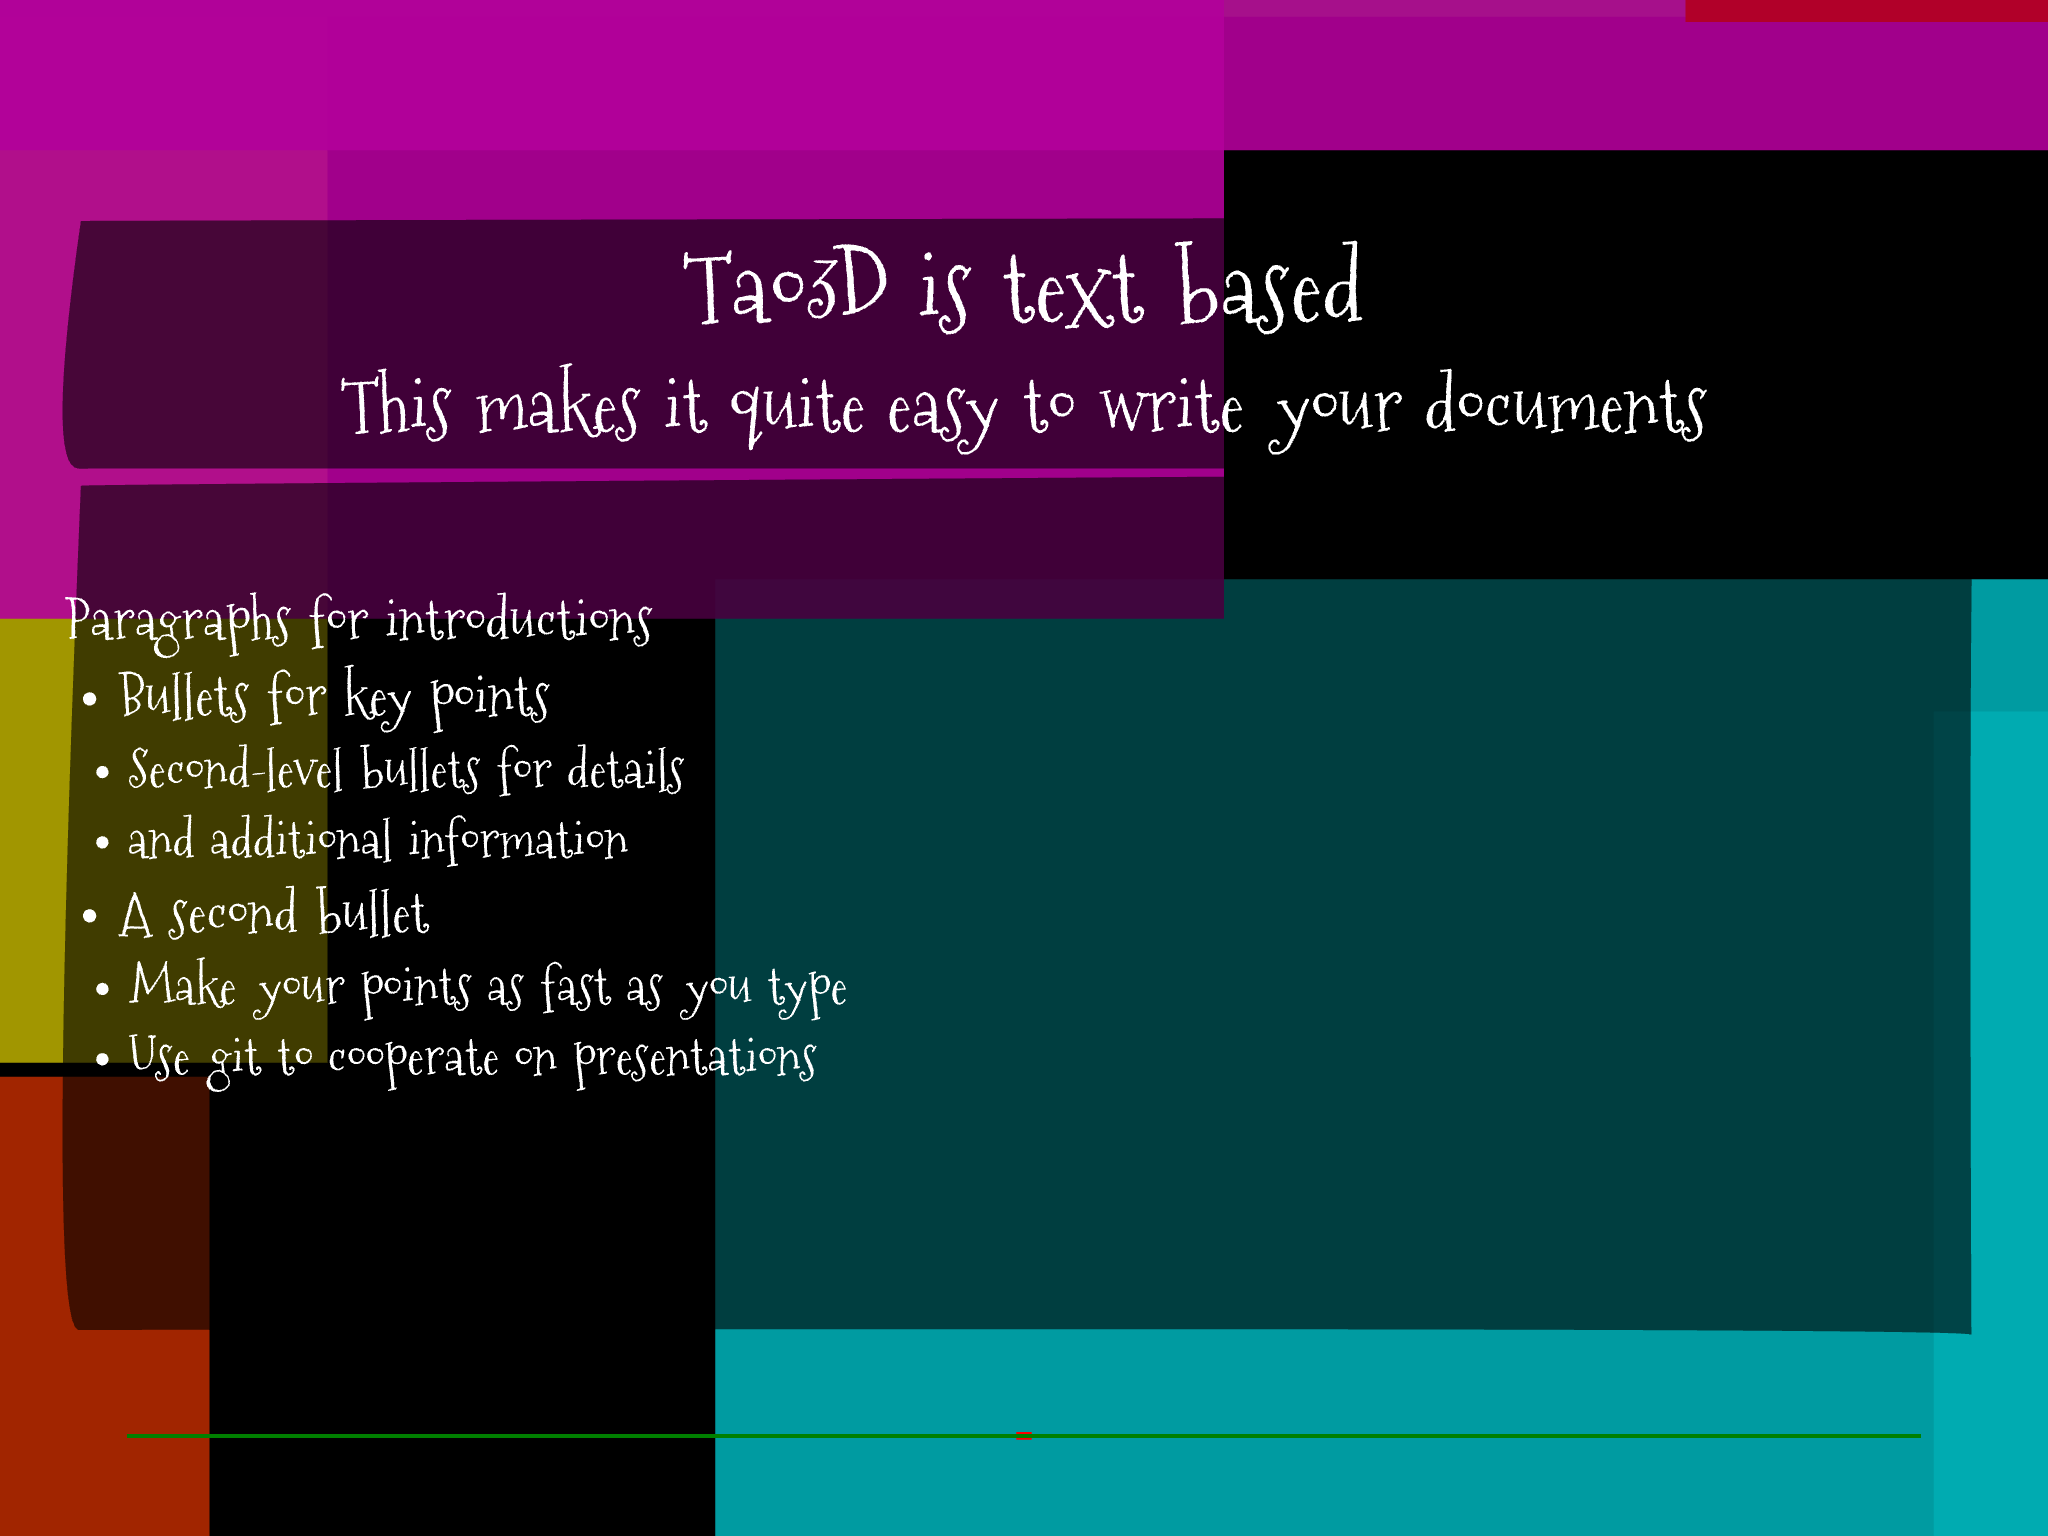 Tao3D is text based
This makes it quite easy to write your documents
Paragraphs for introductions
• Bullets for key points
• Second-level bullets for details
• and additional information
• A second bullet
• Make your points as fast as you type
• Use git to cooperate on presentations